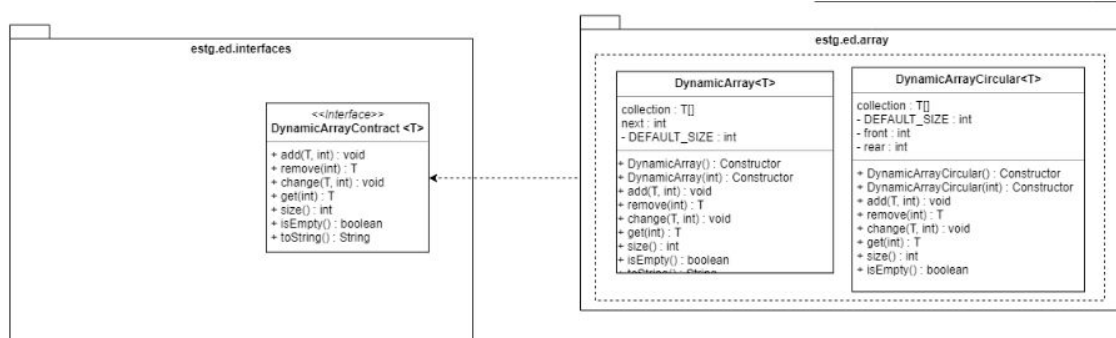 estg.ed.interfaces
<<Interface>>
DynamicArrayContract <T>
+ add(T, int) : void
+ remove(int) : T
+ change(T, int) : void
+ get(int) : T
+ size() : int
+ isEmpty() : boolean
+ toString() : String
estg.ed.array
DynamicArray<T>
collection : T[]
next : int
- DEFAULT_SIZE : int
+ DynamicArray() : Constructor
+ DynamicArray(int) : Constructor
+ add(T, int) : void
+ remove(int) : T
+ change(T, int) : void
+ get(int) : T
+ size() : int
+ isEmpty() : boolean
+ toString() : String
DynamicArrayCircular<T>
collection : T[]
- DEFAULT_SIZE : int
- front : int
- rear : int
+ DynamicArrayCircular() : Constructor
+ DynamicArrayCircular(int) : Constructor
+ add(T, int) : void
+ remove(int) : T
+ change(T, int) : void
+ get(int) : T
+ size() : int
+ isEmpty() : boolean